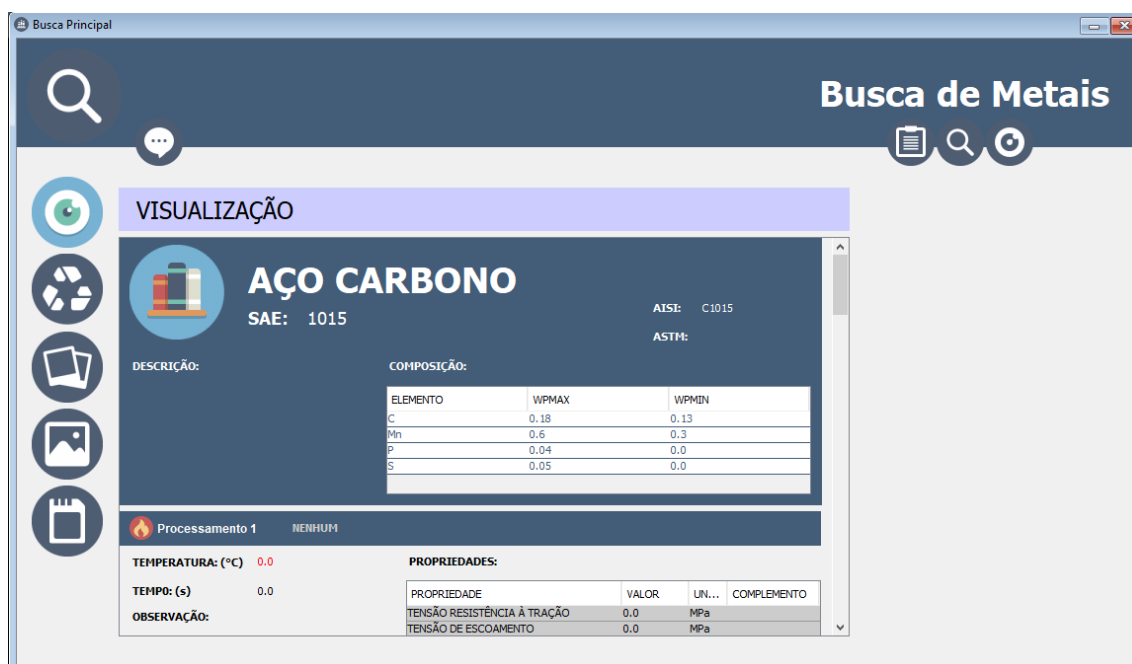 Busca Principal
Busca de Metais
VISUALIZAÇÃO
AÇO CARBONO
SAE: 1015
AISI: C1015
ASTM:
DESCRIÇÃO:
COMPOSIÇÃO:
ELEMENTO WPMAX WPMIN
C 0.18 0.13
Mn 0.6 0.3
P 0.04 0.0
S 0.05 0.0
Processamento 1 NENHUM
TEMPERATURA: (ºC) 0.0
TEMPO: (s) 0.0
OBSERVAÇÃO:
PROPRIEDADES:
PROPRIEDADE VALOR UN... COMPLEMENTO
TENSÃO RESISTÊNCIA À TRAÇÃO 0.0 MPa
TENSÃO DE ESCOAMENTO 0.0 MPa